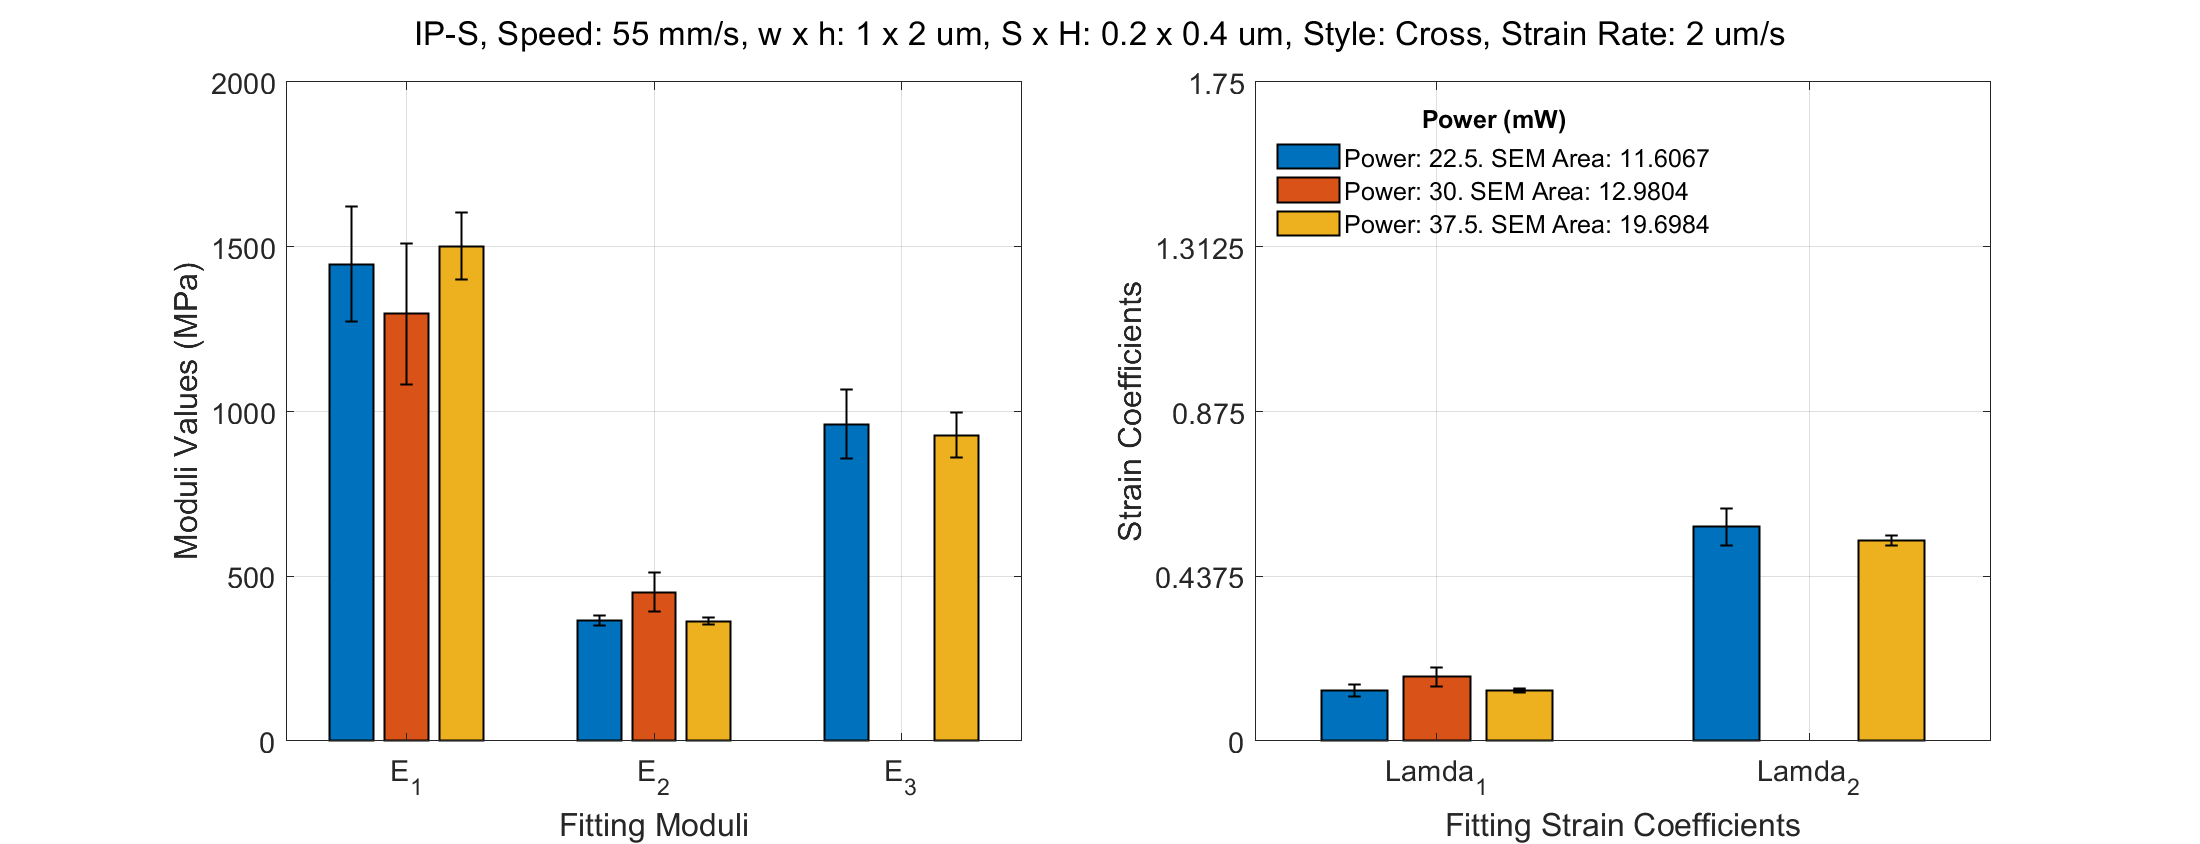 IP-S, Speed: 55 mm/s, w x h: 1 x 2 um, S x H: 0.2 x 0.4 um, Style: Cross, Strain Rate: 2 um/s
Moduli Values (MPa)
2000
1500
1000
500
0
E1
E2
E3
Fitting Moduli
Strain Coefficients
1.75
1.3125
0.875
0.4375
0
Power (mW)
Power: 22.5. SEM Area: 11.6067
Power: 30. SEM Area: 12.9804
Power: 37.5. SEM Area: 19.6984
Lamda1
Lamda2
Fitting Strain Coefficients